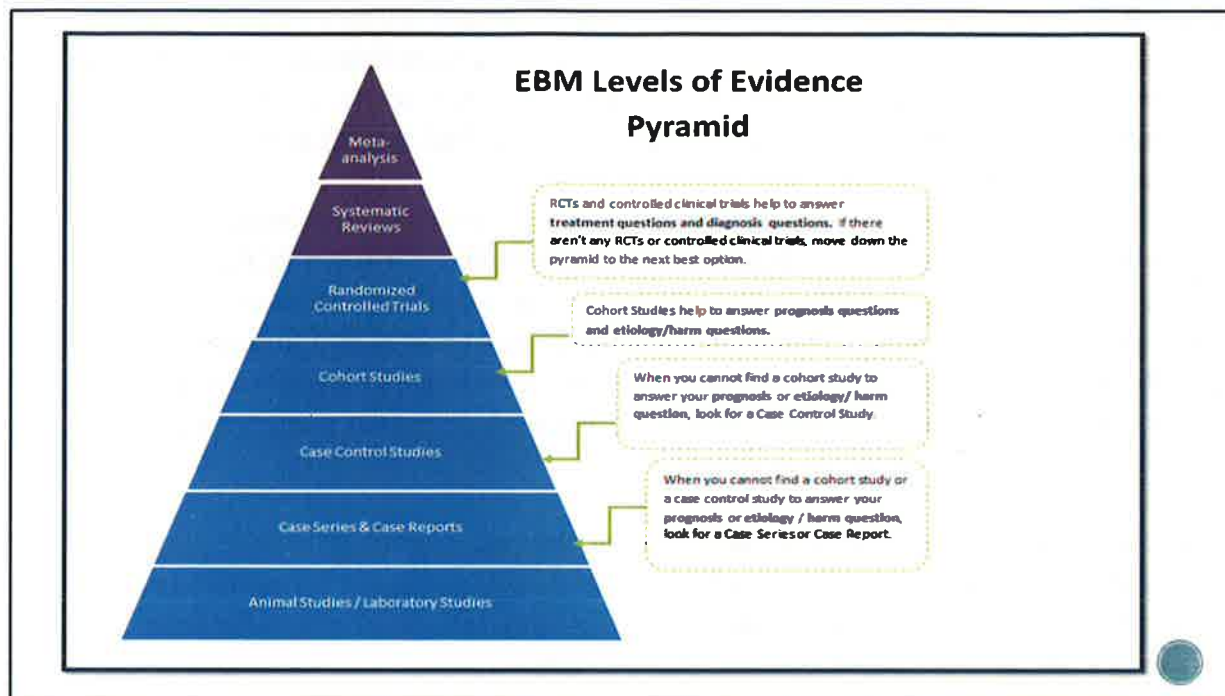 EBM Levels of Evidence
Pyramid
Meta-
analysis
Systematic
Reviews
RCTs and controlled clinical trials help to answer
treatment questions and diagnosis questions. If there
aren't any RCTs or controlled clinical trials, move down the
pyramid to the next best option.
Randomized
Controlled Trials
Cohort Studies help to answer prognosis questions
and etiology/harm questions.
Cohort Studies
When you cannot find a cohort study to
answer your prognosis or etiology/ harm
question, look for a Case Control Study.
Case Control Studies
When you cannot find a cohort study or
a case control study to answer your
prognosis or etiology / harm question,
look for a Case Series or Case Report.
Case Series & Case Reports
Animal Studies / Laboratory Studies